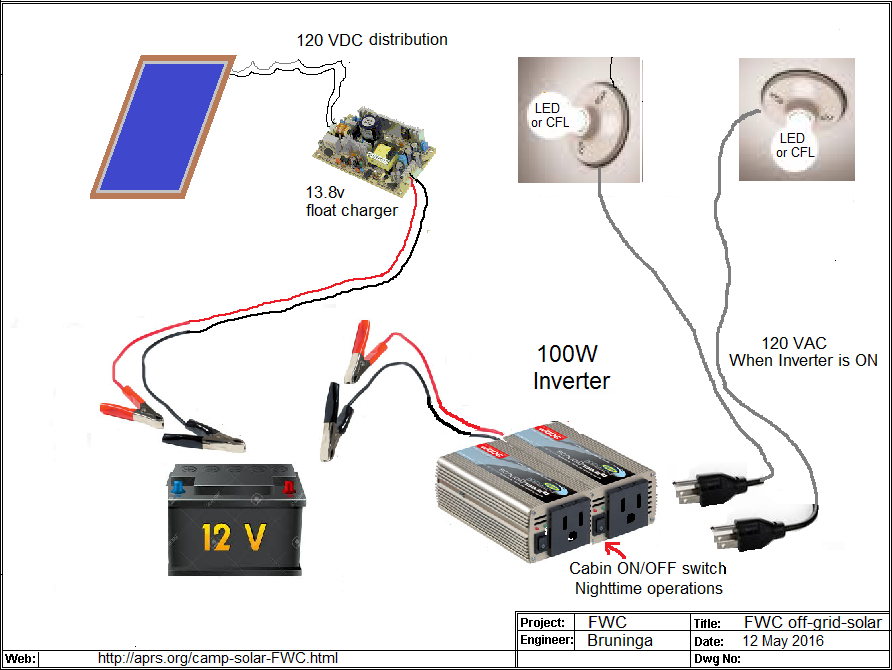 120 VDC distribution
LED
or CFL
LED
or CFL
13.8v
float charger
120 VAC
When Inverter is ON
100W
Inverter
12 V
Cabin ON/OFF switch
Nighttime operations
Project: FWC Title: FWC off-grid-solar
Engineer: Bruninga Date: 12 May 2016
Web: http://aprs.org/camp-solar-FWC.html Dwg No: